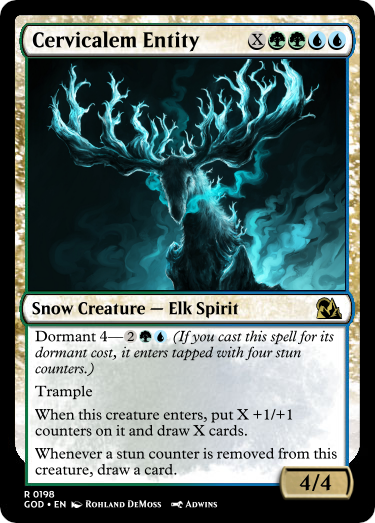 Cervicalem Entity X
Snow Creature — Elk Spirit
Dormant 4—2 (If you cast this spell for its
dormant cost, it enters tapped with four stun
counters.)
Trample
When this creature enters, put X +1/+1
counters on it and draw X cards.
Whenever a stun counter is removed from this
creature, draw a card.
4/4
R 0198
GOD • EN Rohland DeMoss Adwins